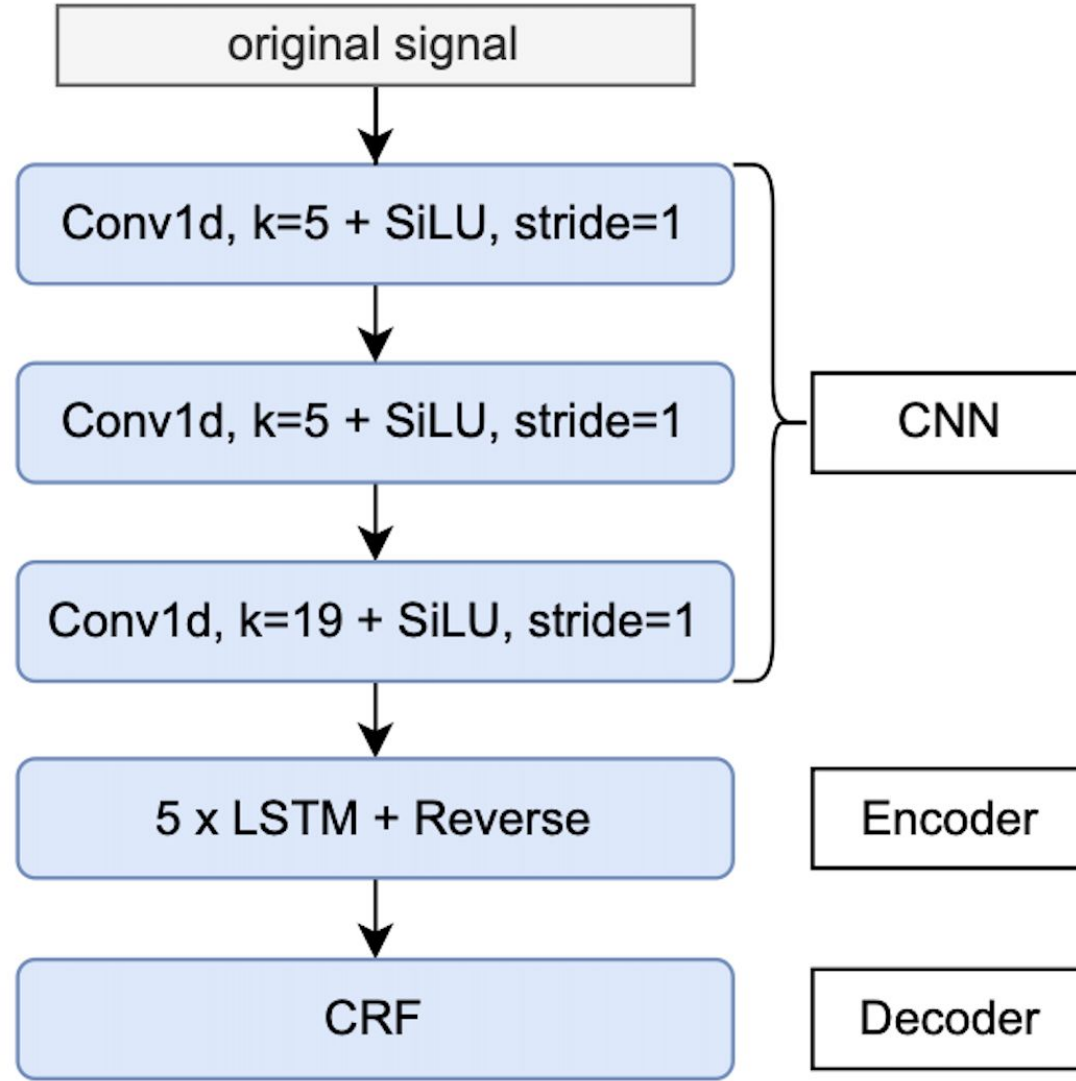 original signal
Conv1d, k=5 + SiLU, stride=1
Conv1d, k=5 + SiLU, stride=1
CNN
Conv1d, k=19 + SiLU, stride=1
5 x LSTM + Reverse
Encoder
CRF
Decoder